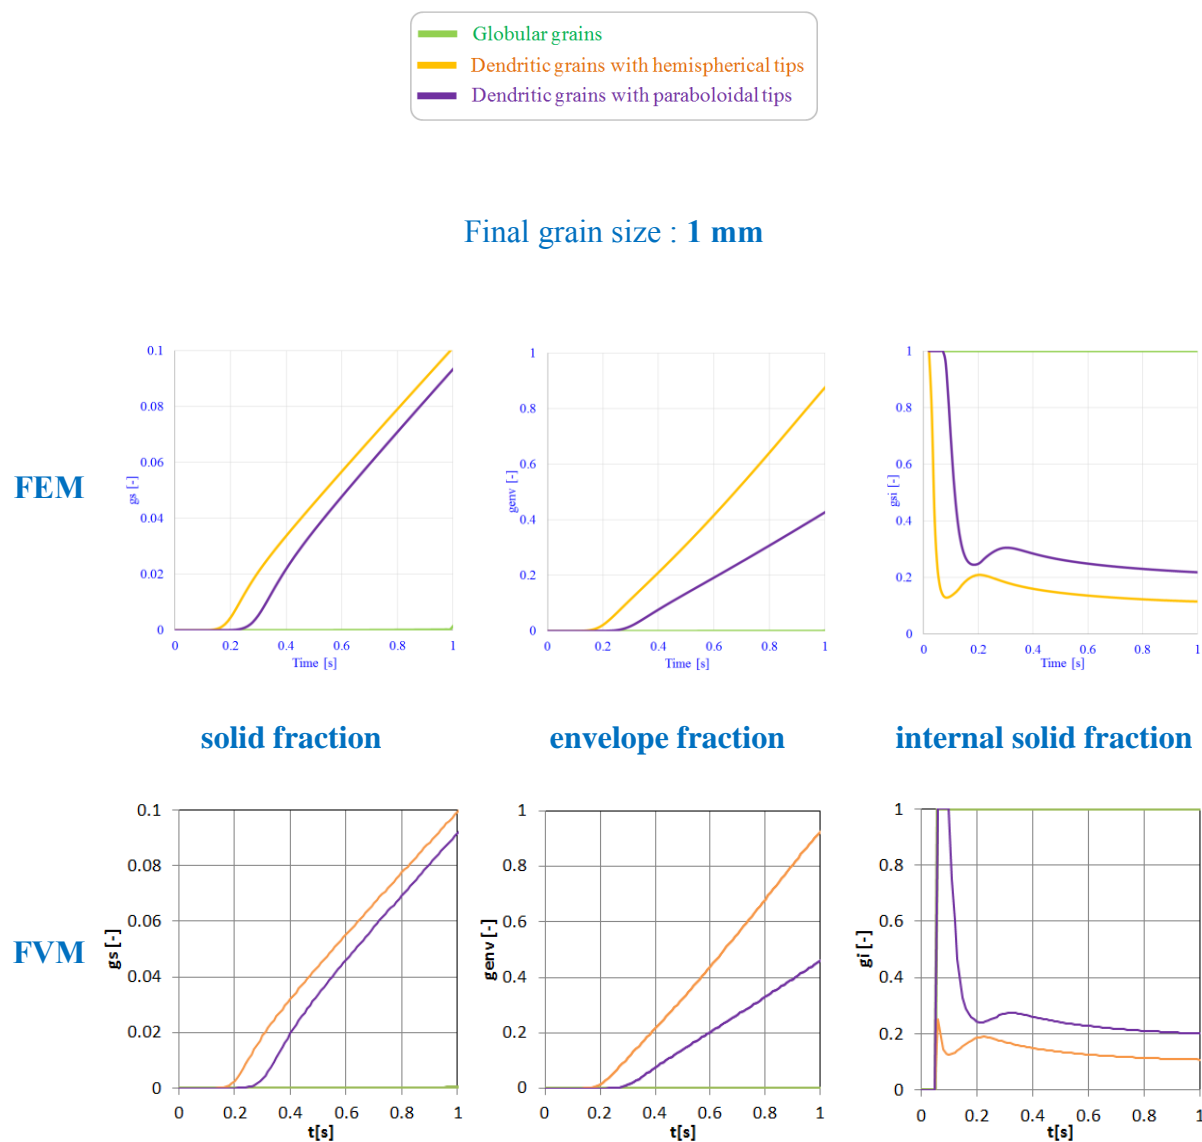 Globular grains
Dendritic grains with hemispherical tips
Dendritic grains with paraboloidal tips
Final grain size : 1 mm
FEM
0.1
0.08
0.06
0.04
0.02
0
gs [-]
0 0.2 0.4 0.6 0.8 1
Time [s]
1
0.8
0.6
0.4
0.2
0
genv [-]
0 0.2 0.4 0.6 0.8 1
Time [s]
1
0.8
0.6
0.4
0.2
0
gsi [-]
0 0.2 0.4 0.6 0.8 1
Time [s]
solid fraction
envelope fraction
internal solid fraction
FVM
0.1
0.08
0.06
0.04
0.02
0
gs [-]
0 0.2 0.4 0.6 0.8 1
t[s]
1
0.8
0.6
0.4
0.2
0
genv [-]
0 0.2 0.4 0.6 0.8 1
t[s]
1
0.8
0.6
0.4
0.2
0
gi [-]
0 0.2 0.4 0.6 0.8 1
t[s]